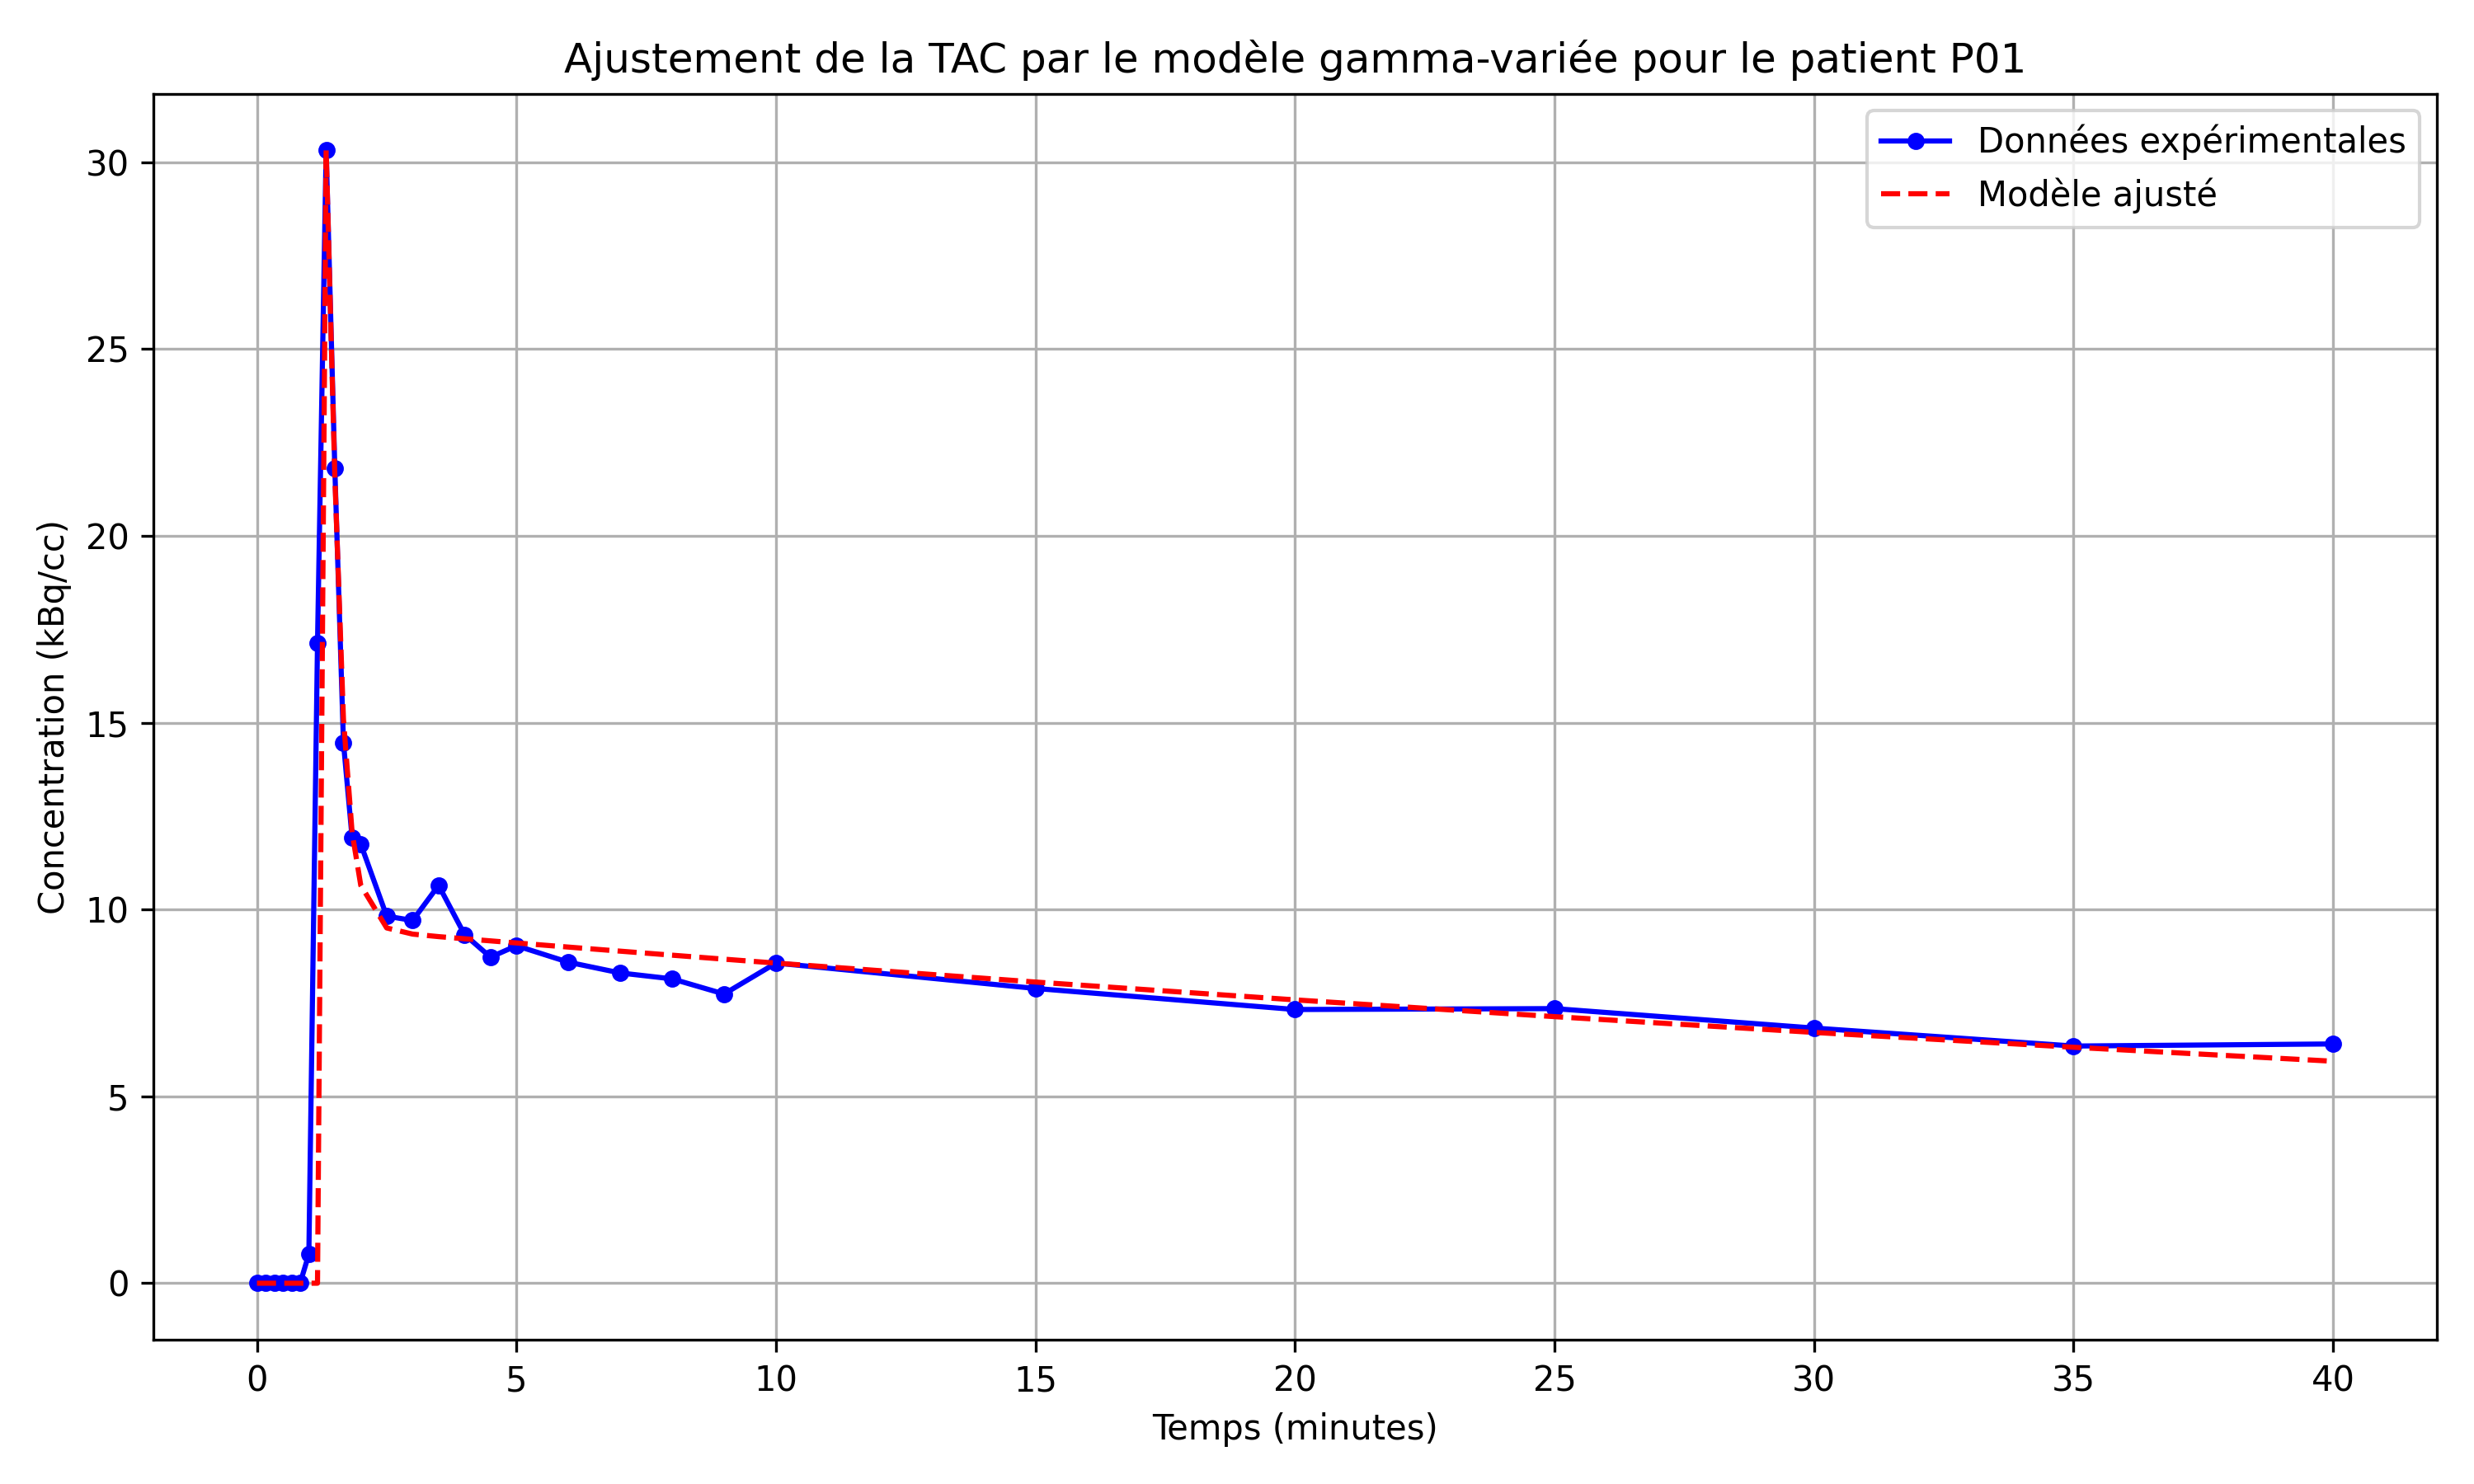 Ajustement de la TAC par le modèle gamma-variée pour le patient P01
Données expérimentales
Modèle ajusté
Concentration (kBq/cc)
30
25
20
15
10
5
0
0 5 10 15 20 25 30 35 40
Temps (minutes)